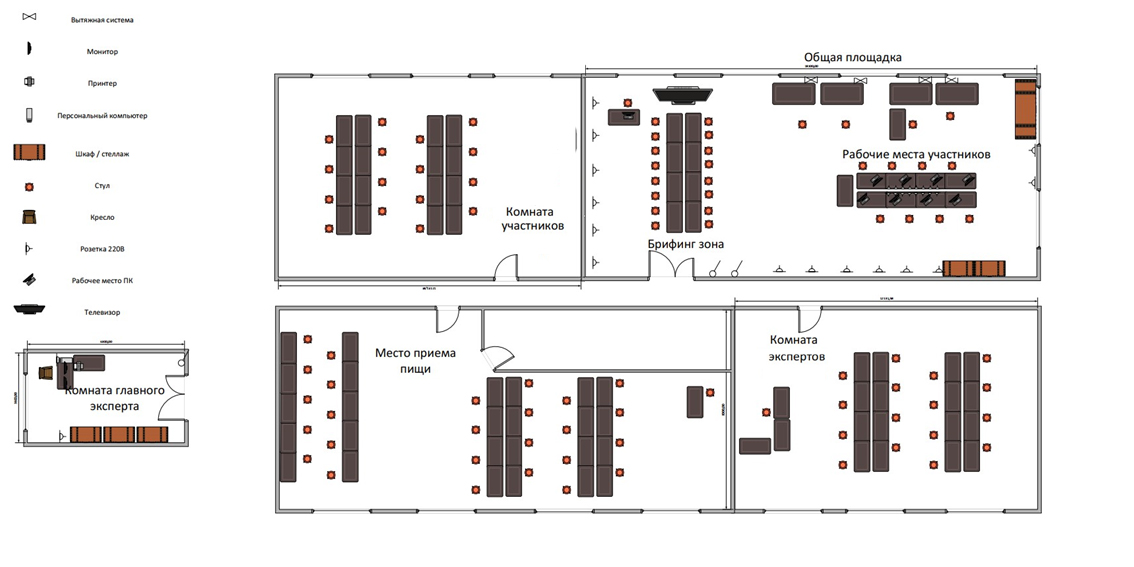 Вытяжная система
Монитор
Принтер
Персональный компьютер
Шкаф / стеллаж
Стул
Кресло
Розетка 220В
Рабочее место ПК
Телевизор
Комната главного
эксперта
Общая площадка
Рабочие места участников
Комната
участников
Брифинг зона
Место приема
пищи
Комната
экспертов